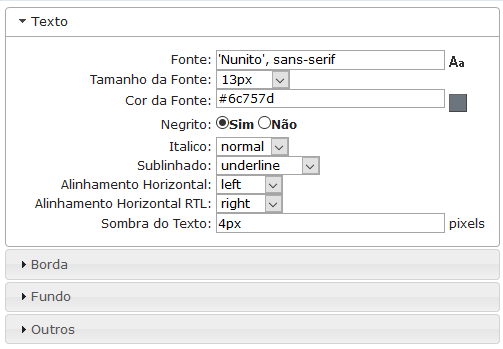 Texto
Fonte: 'Nunito', sans-serif Aa
Tamanho da Fonte: 13px
Cor da Fonte: #6c757d
Negrito: Sim Não
Italico: normal
Sublinhado: underline
Alinhamento Horizontal: left
Alinhamento Horizontal RTL: right
Sombra do Texto: 4px pixels
Borda
Fundo
Outros